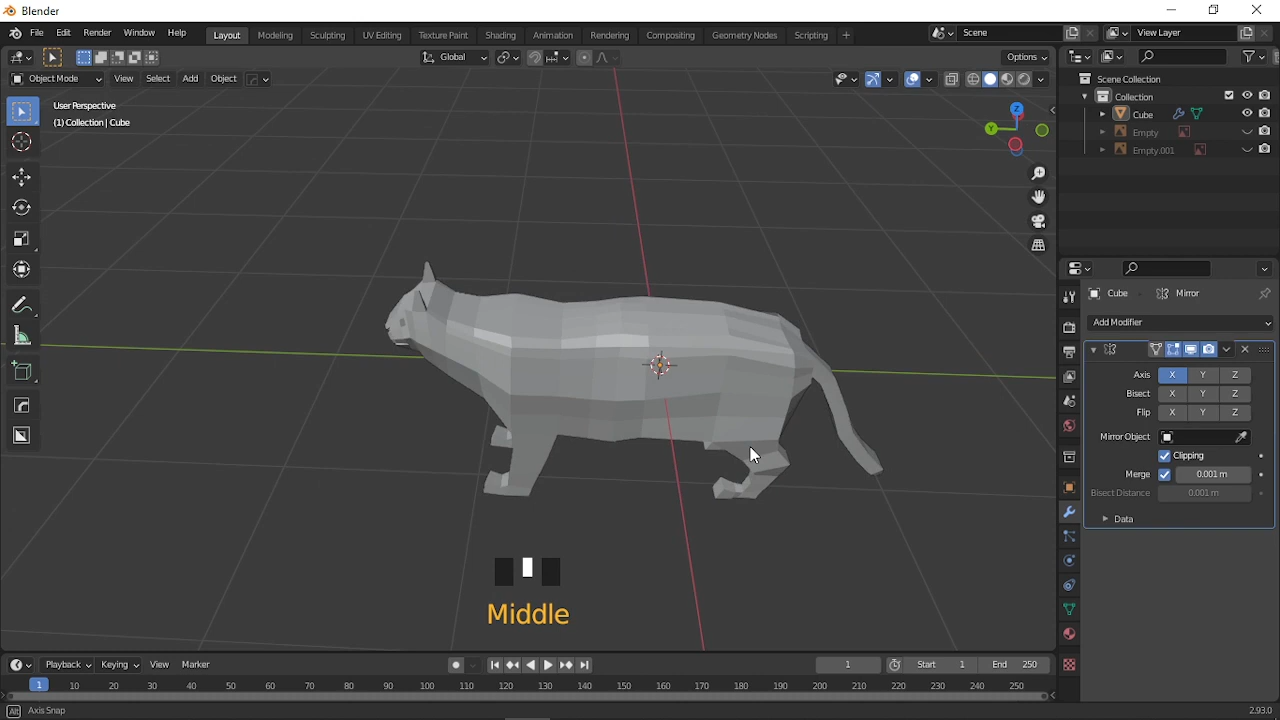 Blender
File Edit Render Window Help Layout Modeling Sculpting UV Editing Texture Paint Shading Animation Rendering Compositing Geometry Nodes Scripting + Scene View Layer
Global Options
Object Mode View Select Add Object
User Perspective
(1) Collection | Cube
Z
Y
Scene Collection
Collection
Cube
Empty
Empty.001
Cube Mirror
Add Modifier
Axis X Y Z
Bisect X Y Z
Flip X Y Z
Mirror Object
Clipping
Merge 0.001 m
Bisect Distance 0.001 m
Data
Middle
Playback Keying View Marker 1 Start 1 End 250
1 10 20 30 40 50 60 70 80 90 100 110 120 130 140 150 160 170 180 190 200 210 220 230 240 250
Alt Axis Snap 2.93.0